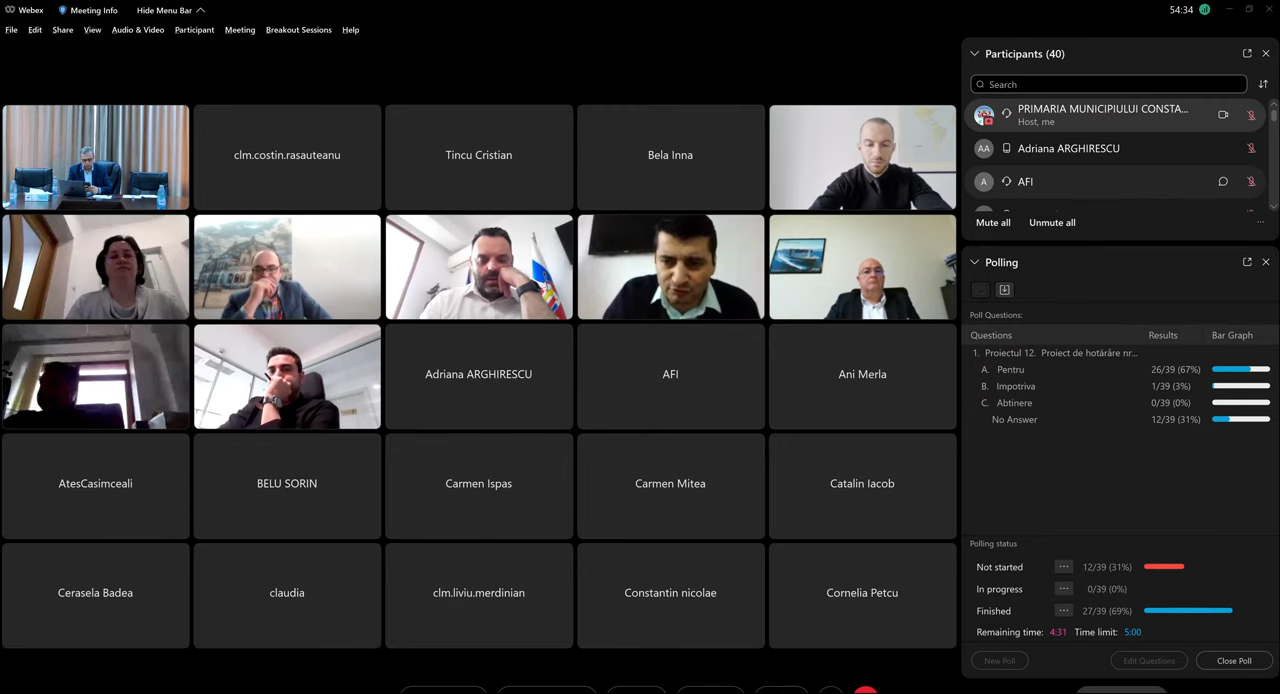 Webex
Meeting Info
Hide Menu Bar
54:34
File Edit Share View Audio & Video Participant Meeting Breakout Sessions Help
clm.costin.rasauteanu
Tincu Cristian
Bela Inna
Adriana ARGHIRESCU
AFI
Ani Merla
AtesCasimceali
BELU SORIN
Carmen Ispas
Carmen Mitea
Catalin Iacob
Cerasela Badea
claudia
clm.liviu.merdinian
Constantin nicolae
Cornelia Petcu
Participants (40)
Search
PRIMARIA MUNICIPIULUI CONSTA...
Host, me
AA Adriana ARGHIRESCU
A AFI
Mute all Unmute all
Polling
Poll Questions:
Questions Results Bar Graph
1. Proiectul 12. Proiect de hotărâre nr...
A. Pentru 26/39 (67%)
B. Impotriva 1/39 (3%)
C. Abtinere 0/39 (0%)
No Answer 12/39 (31%)
Polling status
Not started 12/39 (31%)
In progress 0/39 (0%)
Finished 27/39 (69%)
Remaining time: 4:31 Time limit: 5:00
New Poll Edit Questions Close Poll